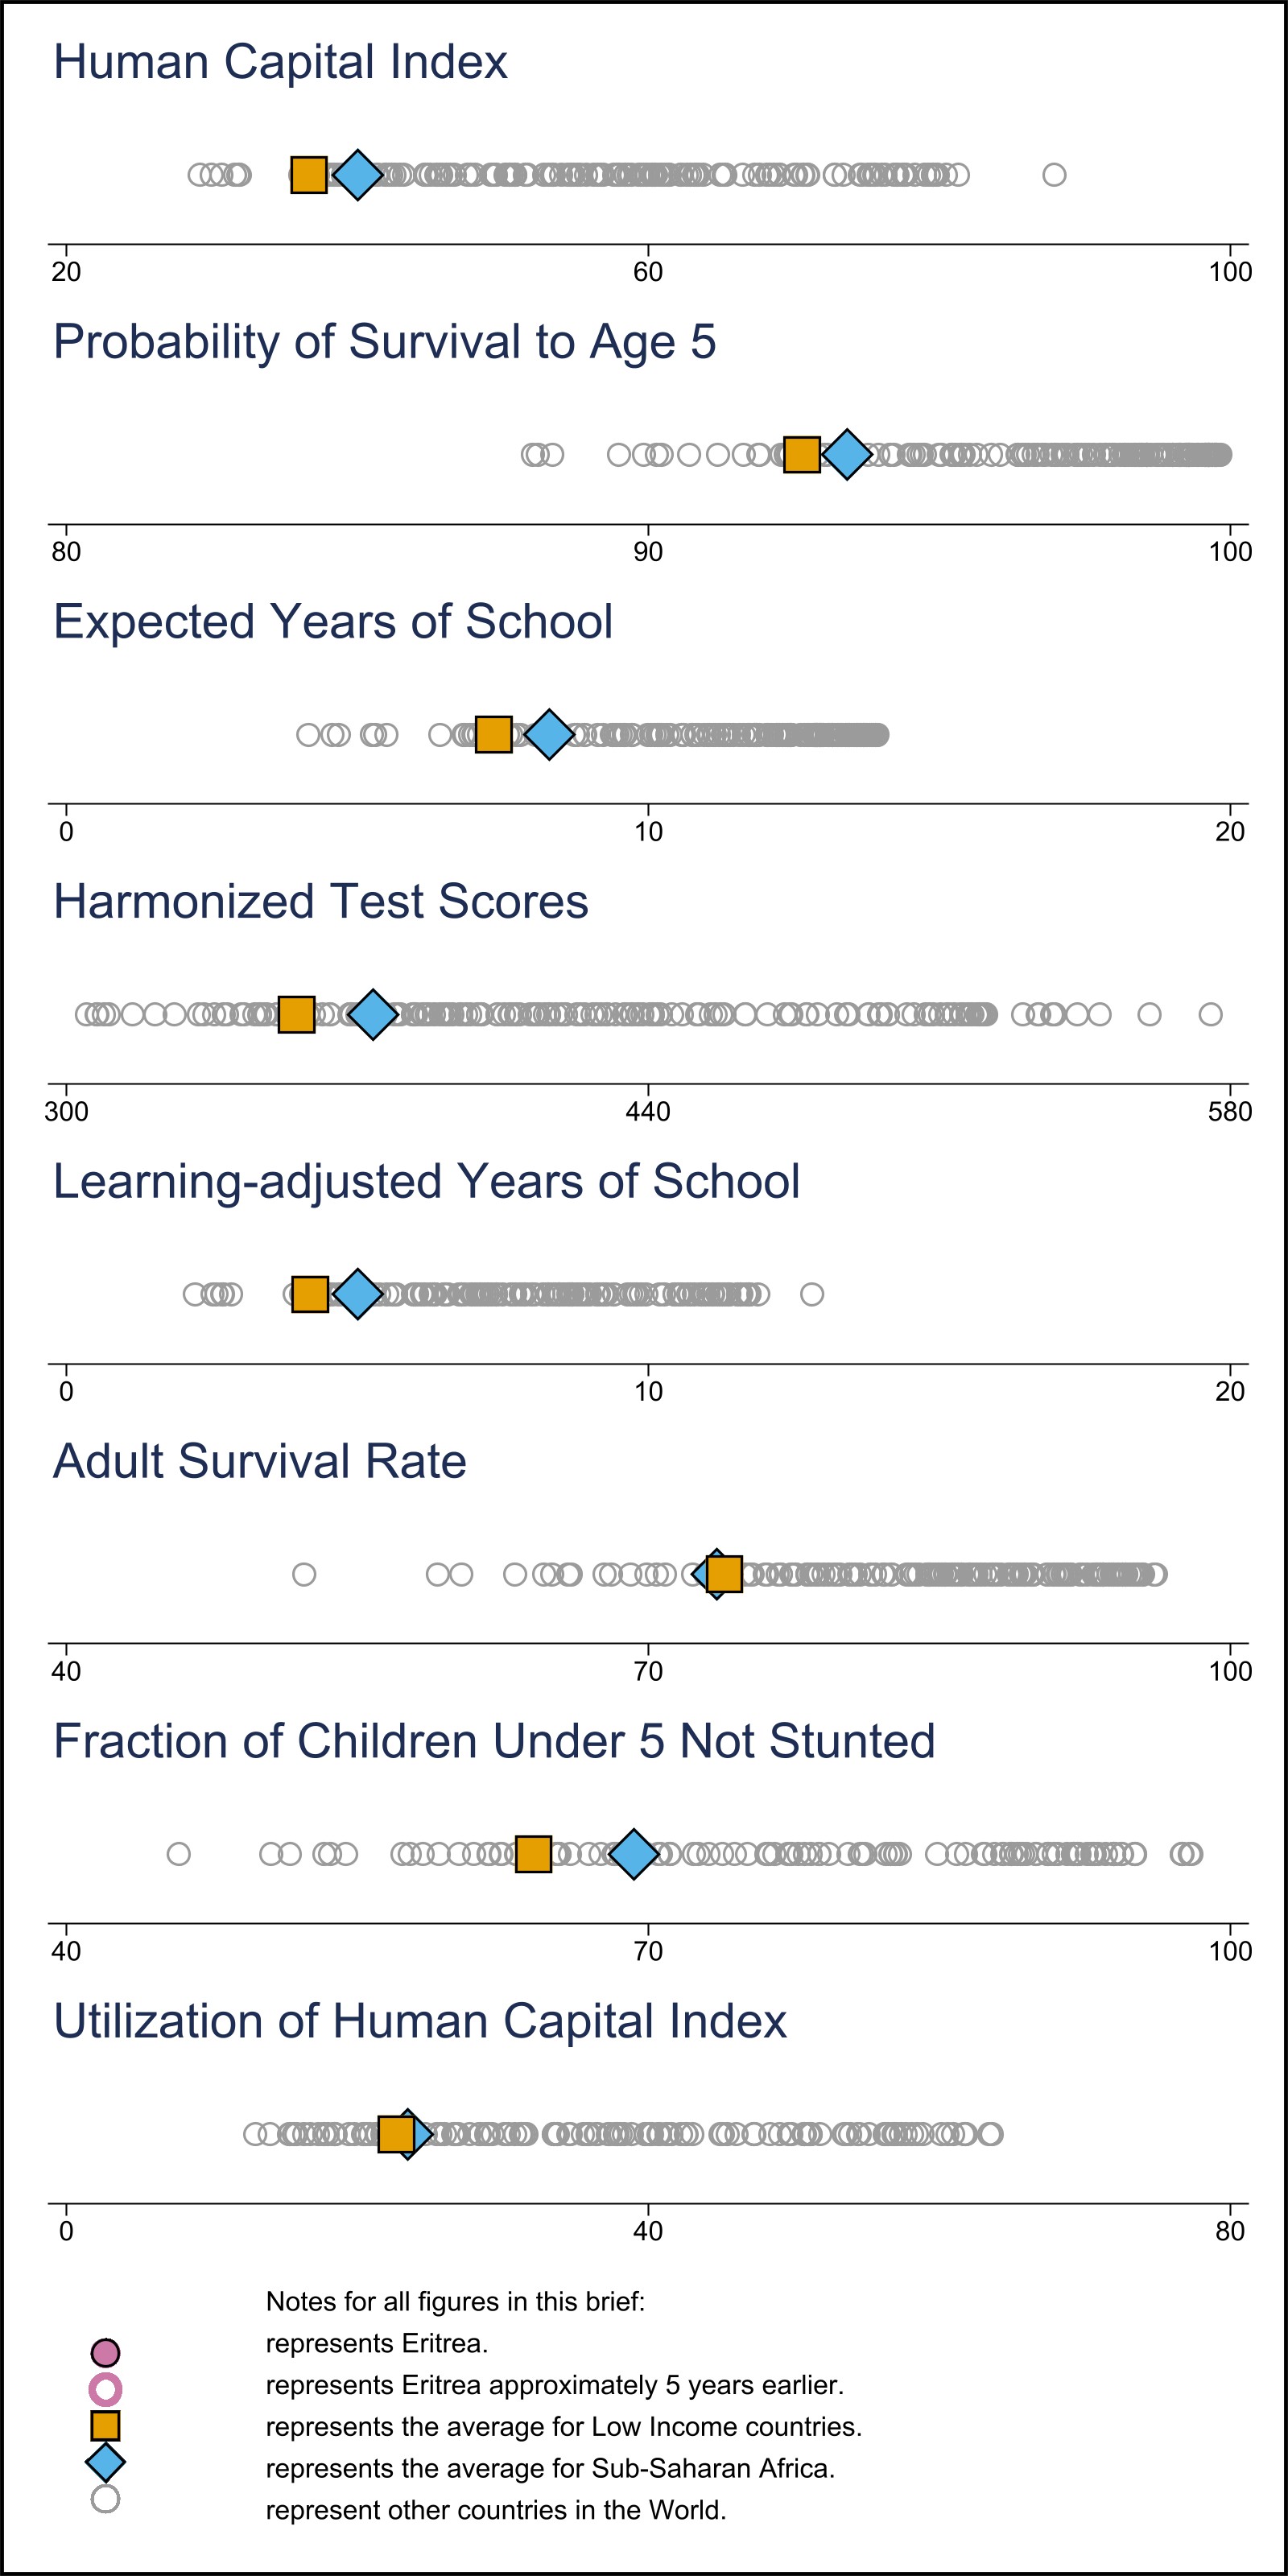 Human Capital Index
20 60 100
Probability of Survival to Age 5
80 90 100
Expected Years of School
0 10 20
Harmonized Test Scores
300 440 580
Learning-adjusted Years of School
0 10 20
Adult Survival Rate
40 70 100
Fraction of Children Under 5 Not Stunted
40 70 100
Utilization of Human Capital Index
0 40 80
Notes for all figures in this brief:
represents Eritrea.
represents Eritrea approximately 5 years earlier.
represents the average for Low Income countries.
represents the average for Sub-Saharan Africa.
represent other countries in the World.